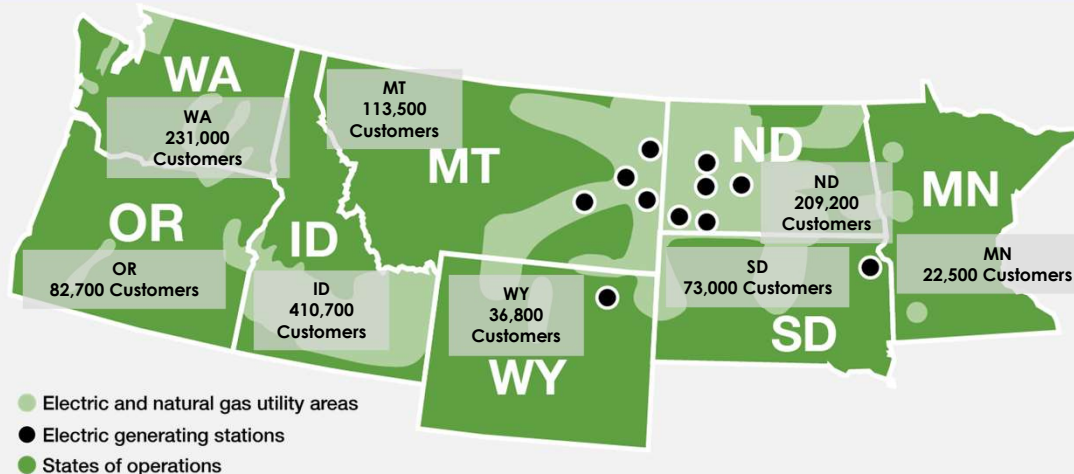 WA
WA
231,000
Customers
MT
113,500
Customers
MT
ND
ND
209,200
Customers
MN
MN
22,500 Customers
OR
OR
82,700 Customers
ID
ID
410,700
Customers
WY
36,800
Customers
WY
SD
73,000 Customers
SD
Electric and natural gas utility areas
Electric generating stations
States of operations